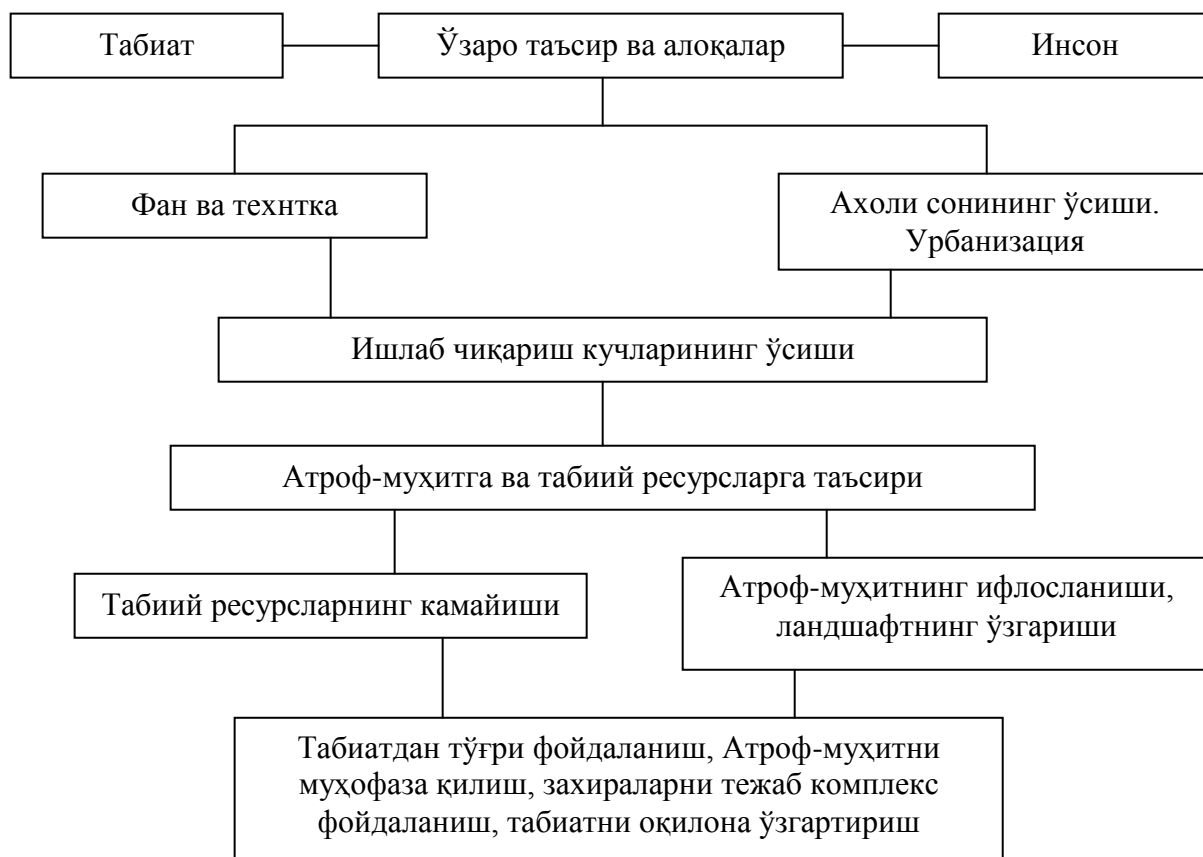 Табиат
Ўзаро таъсир ва алоқалар
Инсон
Фан ва технтка
Ахоли сонининг ўсиши.
Урбанизация
Ишлаб чиқариш кучларининг ўсиши
Атроф-муҳитга ва табиий ресурсларга таъсири
Табиий ресурсларнинг камайиши
Атроф-муҳитнинг ифлосланиши,
ландшафтнинг ўзгариши
Табиатдан тўғри фойдаланиш, Атроф-муҳитни
муҳофаза қилиш, захираларни тежаб комплекс
фойдаланиш, табиатни оқилона ўзгартириш